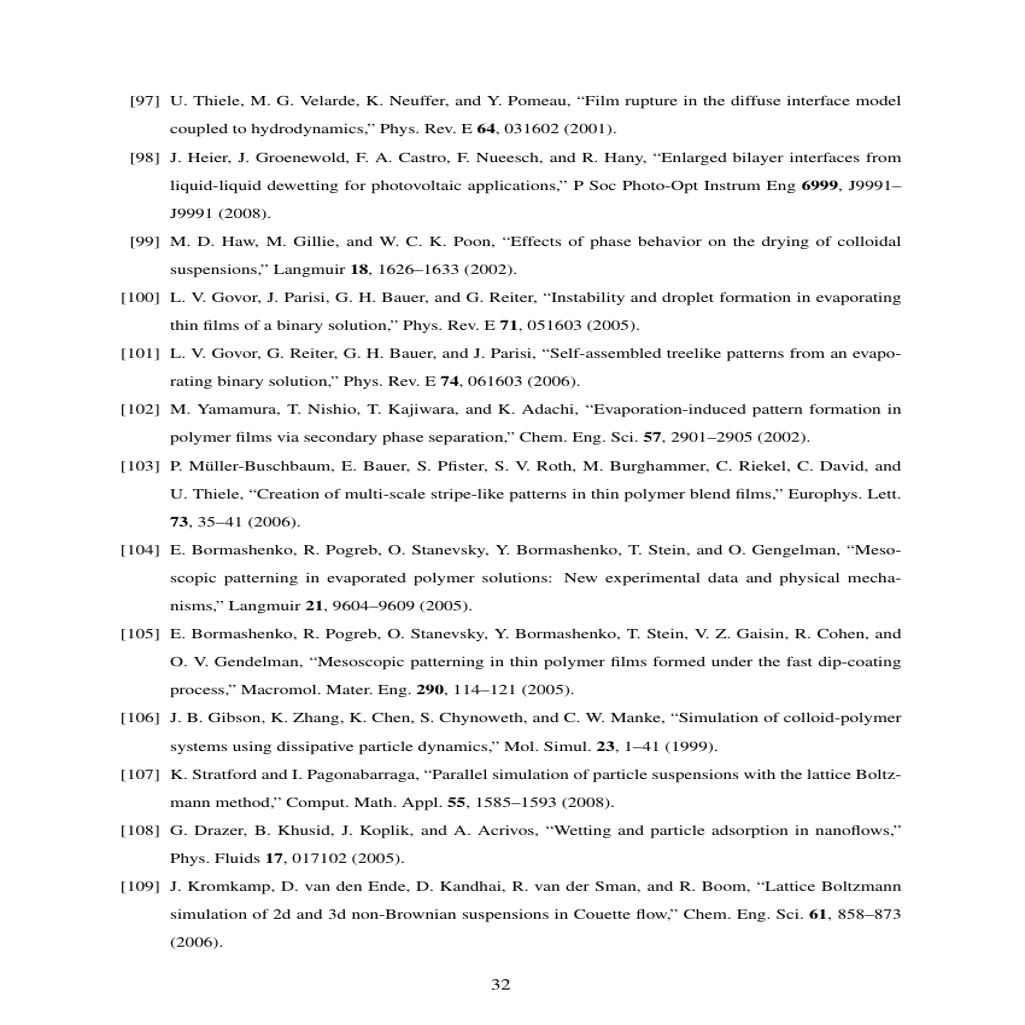 [97] U. Thiele, M. G. Velarde, K. Neuffer, and Y. Pomeau, “Film rupture in the diffuse interface model
coupled to hydrodynamics,” Phys. Rev. E 64, 031602 (2001).
[98] J. Heier, J. Groenewold, F. A. Castro, F. Nueesch, and R. Hany, “Enlarged bilayer interfaces from
liquid-liquid dewetting for photovoltaic applications,” P Soc Photo-Opt Instrum Eng 6999, J9991–
J9991 (2008).
[99] M. D. Haw, M. Gillie, and W. C. K. Poon, “Effects of phase behavior on the drying of colloidal
suspensions,” Langmuir 18, 1626–1633 (2002).
[100] L. V. Govor, J. Parisi, G. H. Bauer, and G. Reiter, “Instability and droplet formation in evaporating
thin films of a binary solution,” Phys. Rev. E 71, 051603 (2005).
[101] L. V. Govor, G. Reiter, G. H. Bauer, and J. Parisi, “Self-assembled treelike patterns from an evapo-
rating binary solution,” Phys. Rev. E 74, 061603 (2006).
[102] M. Yamamura, T. Nishio, T. Kajiwara, and K. Adachi, “Evaporation-induced pattern formation in
polymer films via secondary phase separation,” Chem. Eng. Sci. 57, 2901–2905 (2002).
[103] P. Müller-Buschbaum, E. Bauer, S. Pfister, S. V. Roth, M. Burghammer, C. Riekel, C. David, and
U. Thiele, “Creation of multi-scale stripe-like patterns in thin polymer blend films,” Europhys. Lett.
73, 35–41 (2006).
[104] E. Bormashenko, R. Pogreb, O. Stanevsky, Y. Bormashenko, T. Stein, and O. Gengelman, “Meso-
scopic patterning in evaporated polymer solutions: New experimental data and physical mecha-
nisms,” Langmuir 21, 9604–9609 (2005).
[105] E. Bormashenko, R. Pogreb, O. Stanevsky, Y. Bormashenko, T. Stein, V. Z. Gaisin, R. Cohen, and
O. V. Gendelman, “Mesoscopic patterning in thin polymer films formed under the fast dip-coating
process,” Macromol. Mater. Eng. 290, 114–121 (2005).
[106] J. B. Gibson, K. Zhang, K. Chen, S. Chynoweth, and C. W. Manke, “Simulation of colloid-polymer
systems using dissipative particle dynamics,” Mol. Simul. 23, 1–41 (1999).
[107] K. Stratford and I. Pagonabarraga, “Parallel simulation of particle suspensions with the lattice Boltz-
mann method,” Comput. Math. Appl. 55, 1585–1593 (2008).
[108] G. Drazer, B. Khusid, J. Koplik, and A. Acrivos, “Wetting and particle adsorption in nanoflows,”
Phys. Fluids 17, 017102 (2005).
[109] J. Kromkamp, D. van den Ende, D. Kandhai, R. van der Sman, and R. Boom, “Lattice Boltzmann
simulation of 2d and 3d non-Brownian suspensions in Couette flow,” Chem. Eng. Sci. 61, 858–873
(2006).
32